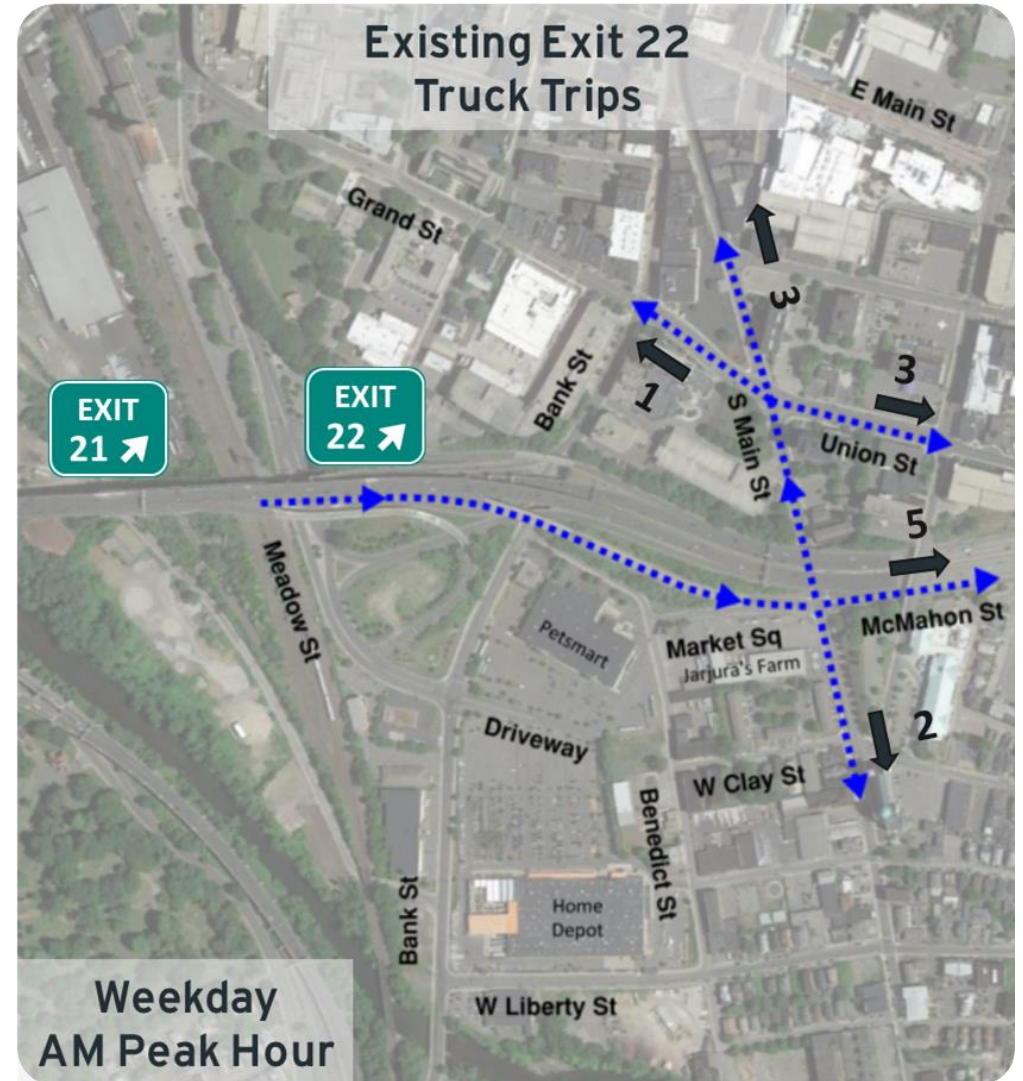 Existing Exit 22
Truck Trips
E Main St
Grand St
3
1
3
Bank St
S Main St
Union St
EXIT
21
EXIT
22
5
Meadow St
McMahon St
Petsmart
Market Sq
Jarjura's Farm
2
Driveway
W Clay St
Benedict St
Bank St
Home
Depot
W Liberty St
Weekday
AM Peak Hour